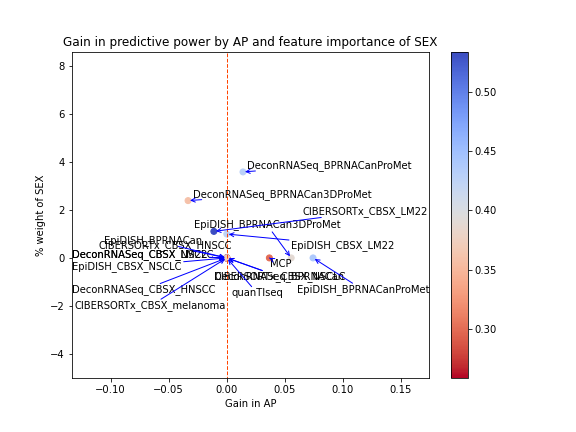 Gain in predictive power by AP and feature importance of SEX
8
6
4
2
0
−2
−4
% weight of SEX
−0.10
−0.05
0.00
0.05
0.10
0.15
Gain in AP
0.50
0.45
0.40
0.35
0.30
DeconRNASeq_BPRNACanProMet
DeconRNASeq_BPRNACan3DProMet
CIBERSORTx_CBSX_LM22
EpiDISH_BPRNACan3DProMet
EpiDISH_BPRNACan
CIBERSORTx_CBSX_HNSCC
EpiDISH_CBSX_LM22
DeconRNASeq_CBSX_LM22
EpiDISH_CBSX_NSCLC
MCP
DeconRNASeq_CBSX_HNSCC
quanTIseq
EpiDISH_BPRNACanProMet
CIBERSORTx_CBSX_melanoma